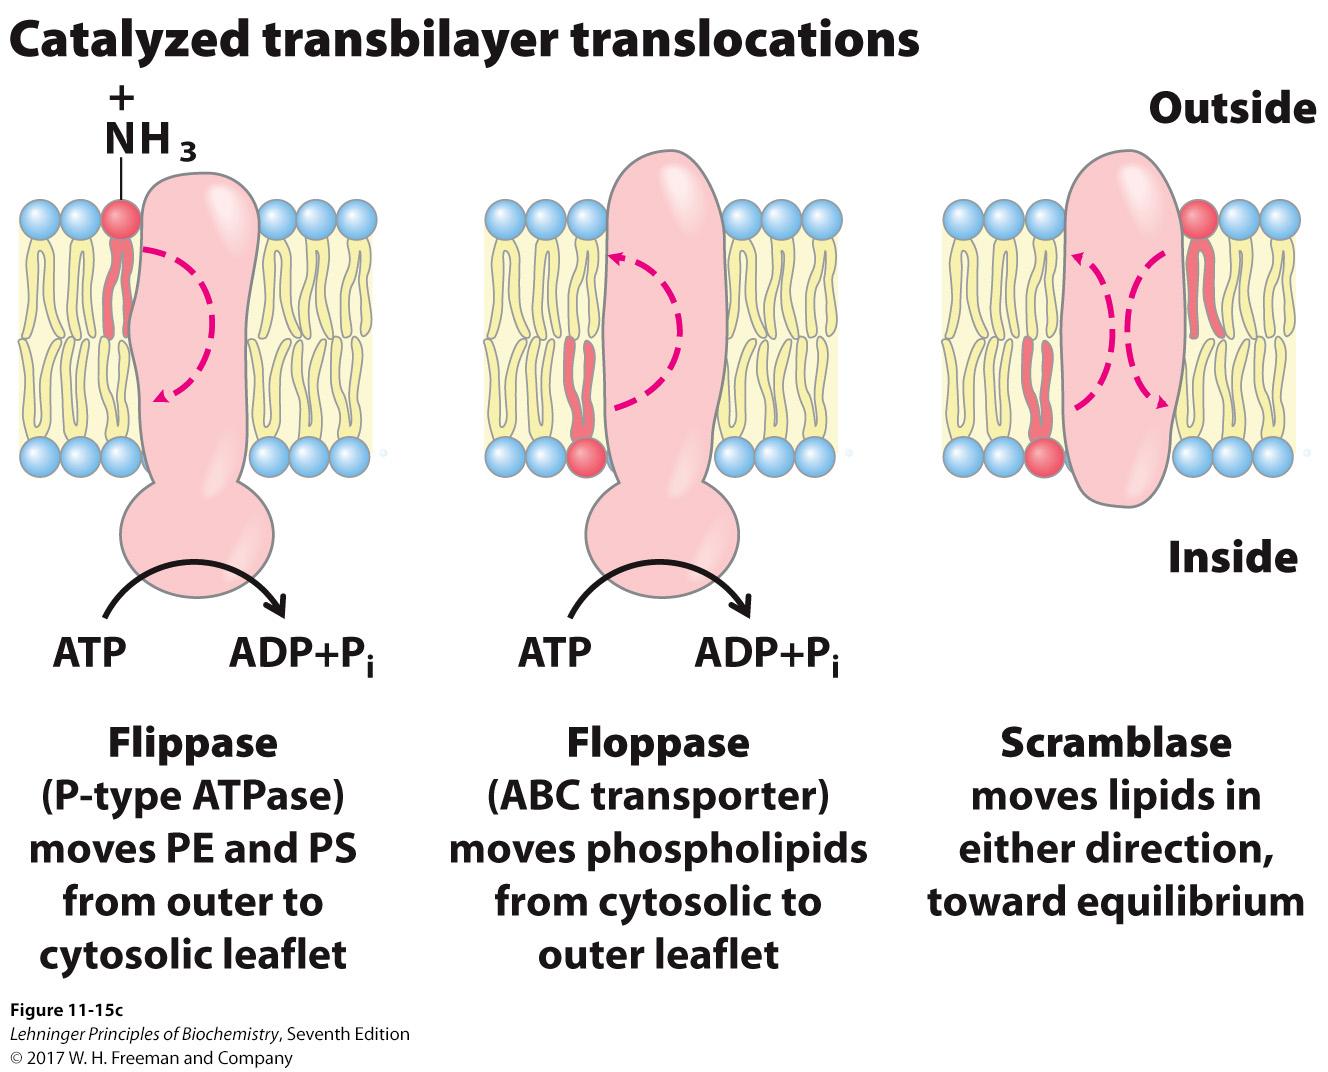 Catalyzed transbilayer translocations
+
NH3
Outside
Inside
ATP
ADP+Pi
ATP
ADP+Pi
Flippase
(P-type ATPase)
moves PE and PS
from outer to
cytosolic leaflet
Floppase
(ABC transporter)
moves phospholipids
from cytosolic to
outer leaflet
Scramblase
moves lipids in
either direction,
toward equilibrium
Figure 11-15c
Lehninger Principles of Biochemistry, Seventh Edition
© 2017 W. H. Freeman and Company